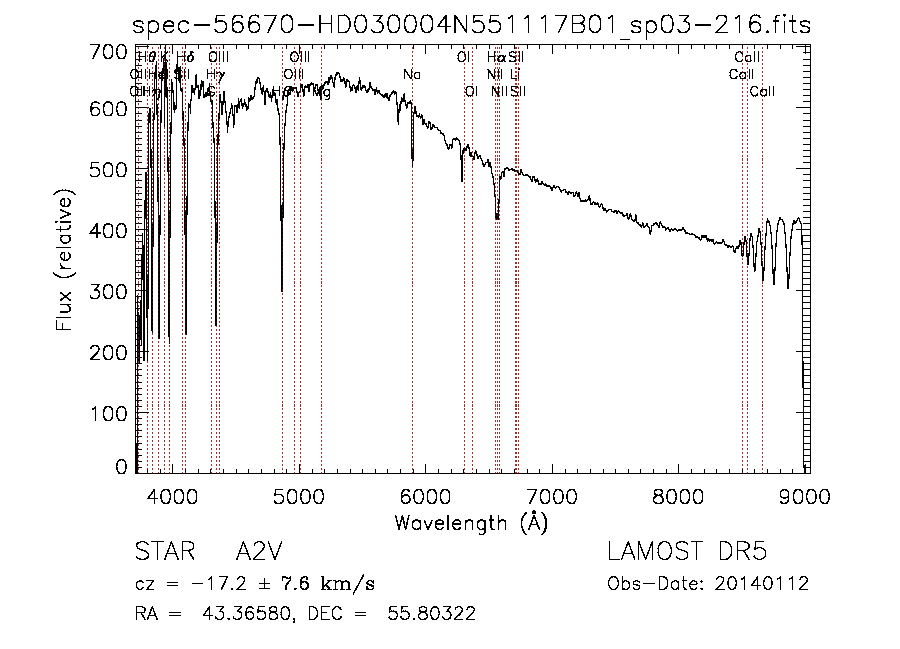 spec-56670-HD030004N551117B01_sp03-216.fits
700
600
500
400
300
200
100
0
Flux (relative)
Hδ OIII OIII OI Hα SII CaII
Hγ OIII Na NII Li CaII
Mg OI NII SII CaII
4000 5000 6000 7000 8000 9000
Wavelength (Å)
STAR A2V LAMOST DR5
cz = −17.2 ± 7.6 km/s Obs-Date: 20140112
RA = 43.36580, DEC = 55.80322